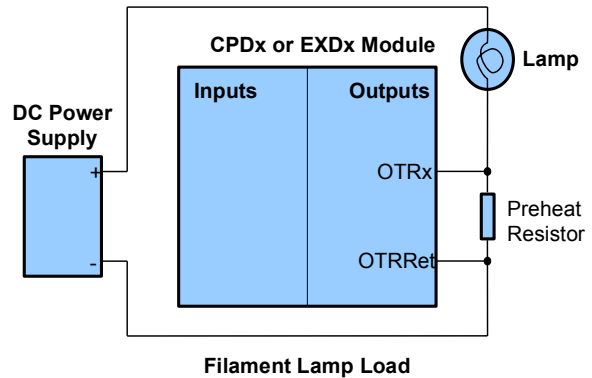 CPDx or EXDx Module
Lamp
Inputs
Outputs
DC Power
Supply
+
OTRx
Preheat
Resistor
OTRRet
-
Filament Lamp Load